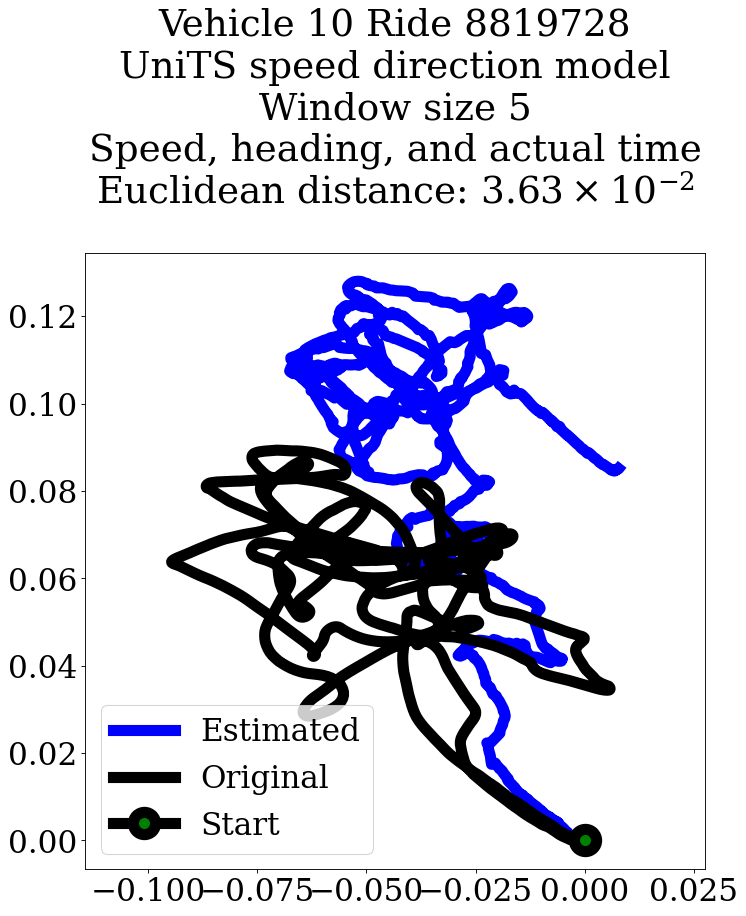 Vehicle 10 Ride 8819728
UniTS speed direction model
Window size 5
Speed, heading, and actual time
Euclidean distance: 3.63 × 10⁻²
0.12
0.10
0.08
0.06
0.04
0.02
0.00
Estimated
Original
Start
−0.100 −0.075 −0.050 −0.025 0.000 0.025